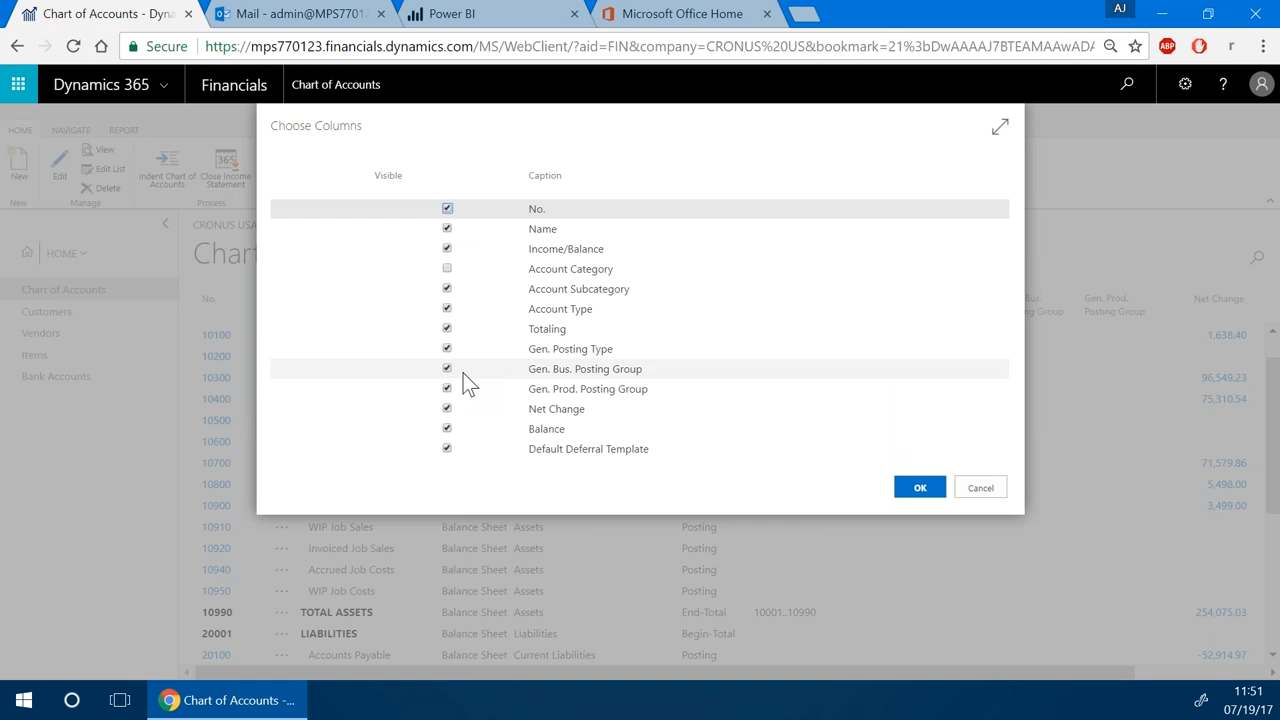 Chart of Accounts - Dyna
Mail - admin@MPS7701
Power BI
Microsoft Office Home
AJ
Secure
https://mps770123.financials.dynamics.com/MS/WebClient/?aid=FIN&company=CRONUS%20US&bookmark=21%3bDwAAAAJ7BTEAMAAwADA
ABP
r
Dynamics 365
Financials
Chart of Accounts
?
HOME
NAVIGATE
REPORT
New
Edit
View
Edit List
Delete
Indent Chart of Accounts
365
Close Income Statement
New
Manage
Process
Choose Columns
Visible
Caption
No.
Name
Income/Balance
Account Category
Account Subcategory
Account Type
Totaling
Gen. Posting Type
Gen. Bus. Posting Group
Gen. Prod. Posting Group
Net Change
Balance
Default Deferral Template
OK
Cancel
CRONUS USA
Chart
HOME
Chart of Accounts
Customers
Vendors
Items
Bank Accounts
No.
Bus.
ng Group
Gen. Prod.
Posting Group
Net Change
10100 1,638.40
10200
10300 96,549.23
10400 75,310.54
10500
10600
10700 71,579.86
10800 5,498.00
10900 3,499.00
10910 WIP Job Sales Balance Sheet Assets Posting
10920 Invoiced Job Sales Balance Sheet Assets Posting
10940 Accrued Job Costs Balance Sheet Assets Posting
10950 WIP Job Costs Balance Sheet Assets Posting
10990 TOTAL ASSETS Balance Sheet Assets End-Total 10001..10990 254,075.03
20001 LIABILITIES Balance Sheet Liabilities Begin-Total
20100 Accounts Payable Balance Sheet Current Liabilities Posting -52,914.97
Chart of Accounts -...
11:51
07/19/17